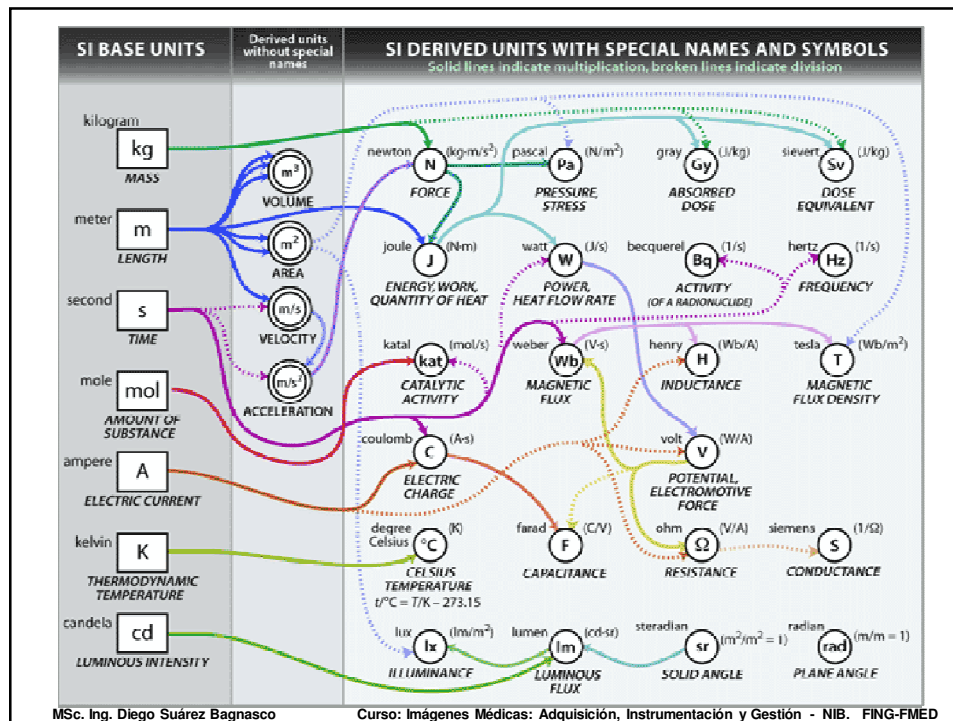 SI BASE UNITS
Derived units
without special
names
SI DERIVED UNITS WITH SPECIAL NAMES AND SYMBOLS
Solid lines indicate multiplication, broken lines indicate division
kilogram
kg
MASS
meter
m
LENGTH
second
s
TIME
mole
mol
AMOUNT OF
SUBSTANCE
ampere
A
ELECTRIC CURRENT
kelvin
K
THERMODYNAMIC
TEMPERATURE
candela
cd
LUMINOUS INTENSITY
m³
VOLUME
m²
AREA
m/s
VELOCITY
m/s²
ACCELERATION
newton
N
(kg·m/s²)
FORCE
pascal
Pa
(N/m²)
PRESSURE,
STRESS
gray
Gy
(J/kg)
ABSORBED
DOSE
sievert
Sv
(J/kg)
DOSE
EQUIVALENT
joule
J
(N·m)
ENERGY, WORK,
QUANTITY OF HEAT
watt
W
(J/s)
POWER,
HEAT FLOW RATE
becquerel
Bq
(1/s)
ACTIVITY
(OF A RADIONUCLIDE)
hertz
Hz
(1/s)
FREQUENCY
katal
kat
(mol/s)
CATALYTIC
ACTIVITY
weber
Wb
(V·s)
MAGNETIC
FLUX
henry
H
(Wb/A)
INDUCTANCE
tesla
T
(Wb/m²)
MAGNETIC
FLUX DENSITY
coulomb
C
(A·s)
ELECTRIC
CHARGE
volt
V
(W/A)
POTENTIAL,
ELECTROMOTIVE
FORCE
degree
Celsius
°C
(K)
CELSIUS
TEMPERATURE
t/°C = T/K – 273.15
farad
F
(C/V)
CAPACITANCE
ohm
Ω
(V/A)
RESISTANCE
siemens
S
(1/Ω)
CONDUCTANCE
lux
lx
(lm/m²)
ILLUMINANCE
lumen
lm
(cd·sr)
LUMINOUS
FLUX
steradian
sr
(m²/m² = 1)
SOLID ANGLE
radian
rad
(m/m = 1)
PLANE ANGLE
MSc. Ing. Diego Suárez Bagnasco
Curso: Imágenes Médicas: Adquisición, Instrumentación y Gestión - NIB. FING-FMED